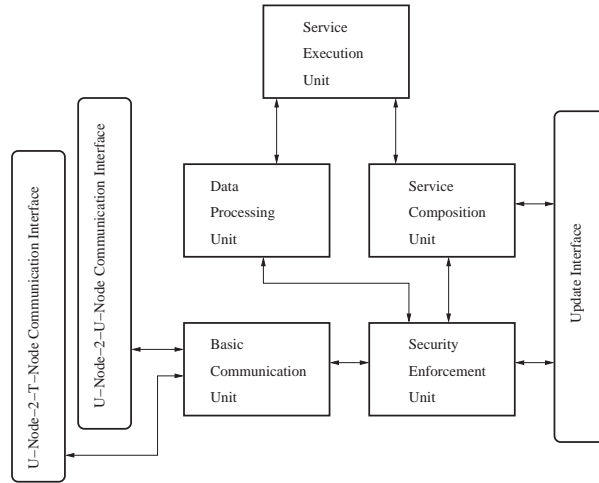 Service
Execution
Unit
Data
Processing
Unit
Service
Composition
Unit
Basic
Communication
Unit
Security
Enforcement
Unit
U−Node−2−T−Node Communication Interface
U−Node−2−U−Node Communication Interface
Update Interface